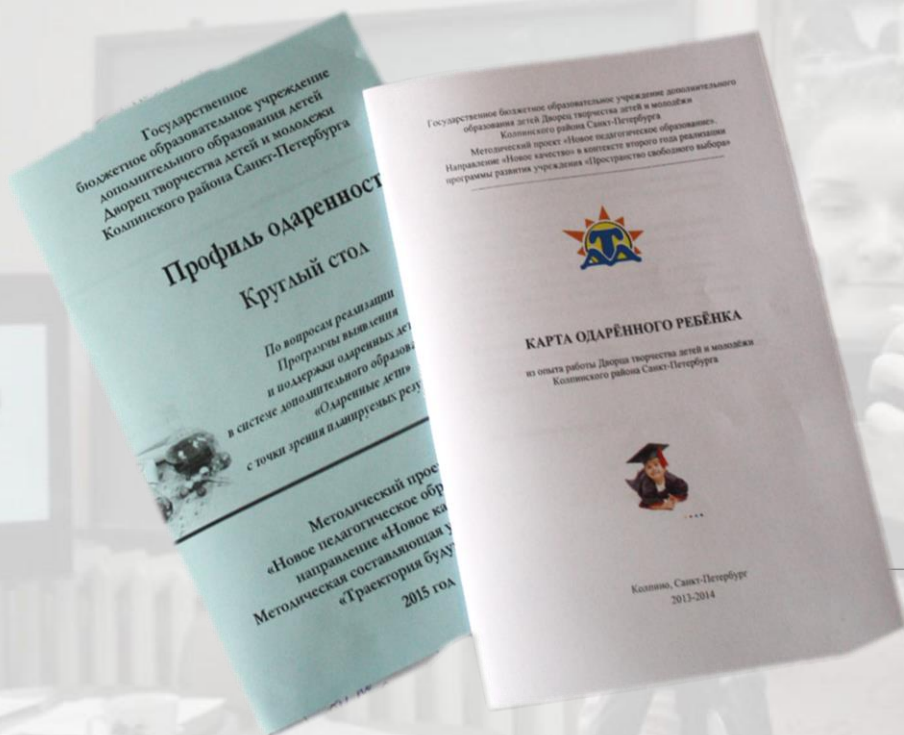 Государственное
бюджетное образовательное учреждение
дополнительного образования детей
Дворец творчества детей и молодежи
Колпинского района Санкт-Петербурга
Профиль одаренност
Круглый стол
По вопросам реализации
Программы выявления
и поддержки одаренных де
в системе дополнительного образова
«Одаренные дети»
с точки зрения планируемых резу
Методический прое
«Новое педагогическое обр
направление «Новое ка
Методическая составляющая у
«Траектория буду
2015 год
Государственное бюджетное образовательное учреждение дополнительного
образования детей Дворец творчества детей и молодёжи
Колпинского района Санкт-Петербурга
Методический проект «Новое педагогическое образование».
Направление «Новое качество» в контексте второго года реализации
программы развития учреждения «Пространство свободного выбора»
КАРТА ОДАРЁННОГО РЕБЁНКА
из опыта работы Дворца творчества детей и молодёжи
Колпинского района Санкт-Петербурга
Колпино, Санкт-Петербург
2013-2014